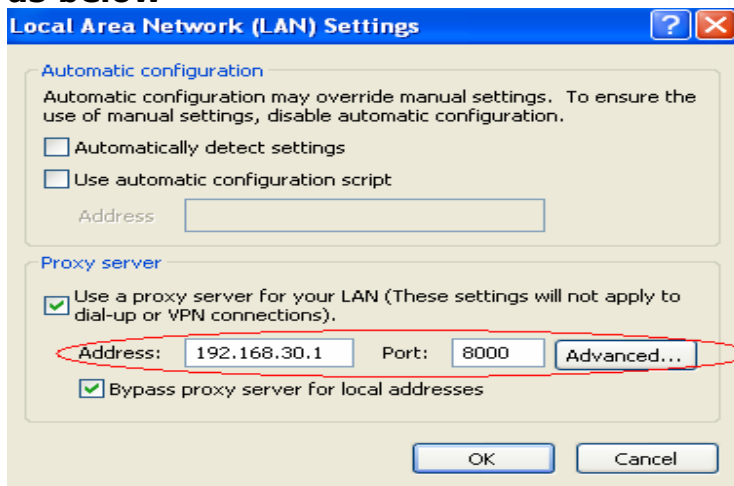 as below
Local Area Network (LAN) Settings
Automatic configuration
Automatic configuration may override manual settings. To ensure the
use of manual settings, disable automatic configuration.
Automatically detect settings
Use automatic configuration script
Address
Proxy server
Use a proxy server for your LAN (These settings will not apply to
dial-up or VPN connections).
Address: 192.168.30.1 Port: 8000 Advanced...
Bypass proxy server for local addresses
OK Cancel